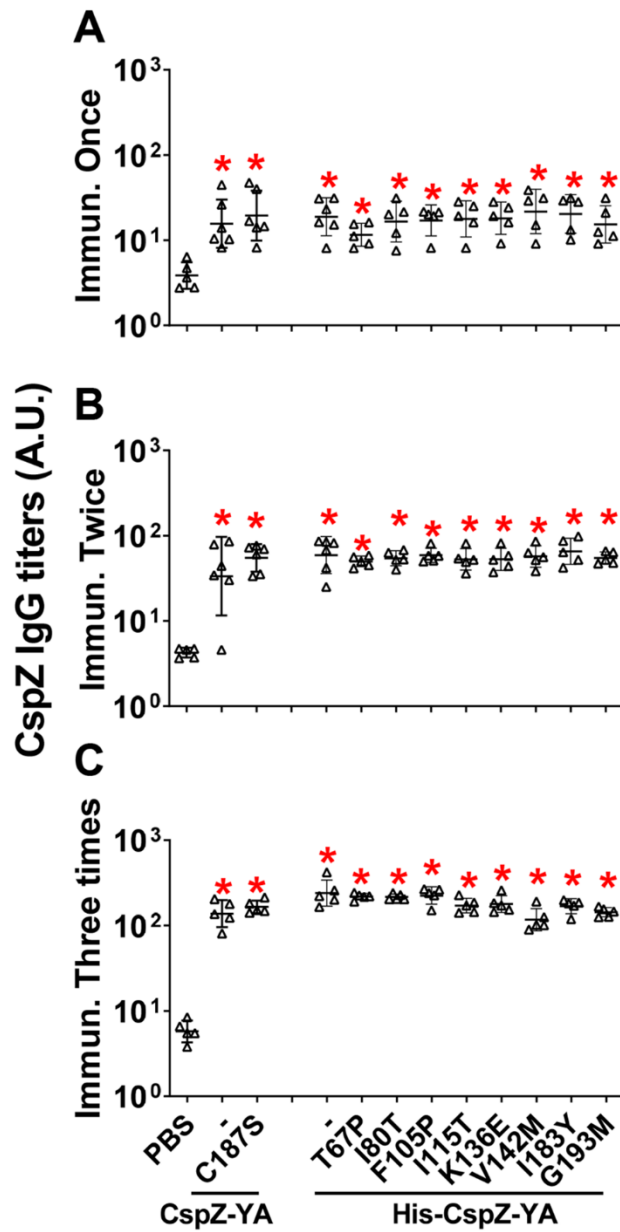 A
Immun. Once
10³
10²
10¹
10⁰
* * * * * * * * * * *
B
CspZ IgG titers (A.U.)
Immun. Twice
10³
10²
10¹
10⁰
* * * * * * * * * * *
C
Immun. Three times
10³
10²
10¹
10⁰
* * * * * * * * * * *
PBS
-
C187S
-
T67P
I80T
F105P
I115T
K136E
V142M
I183Y
G193M
CspZ-YA
His-CspZ-YA